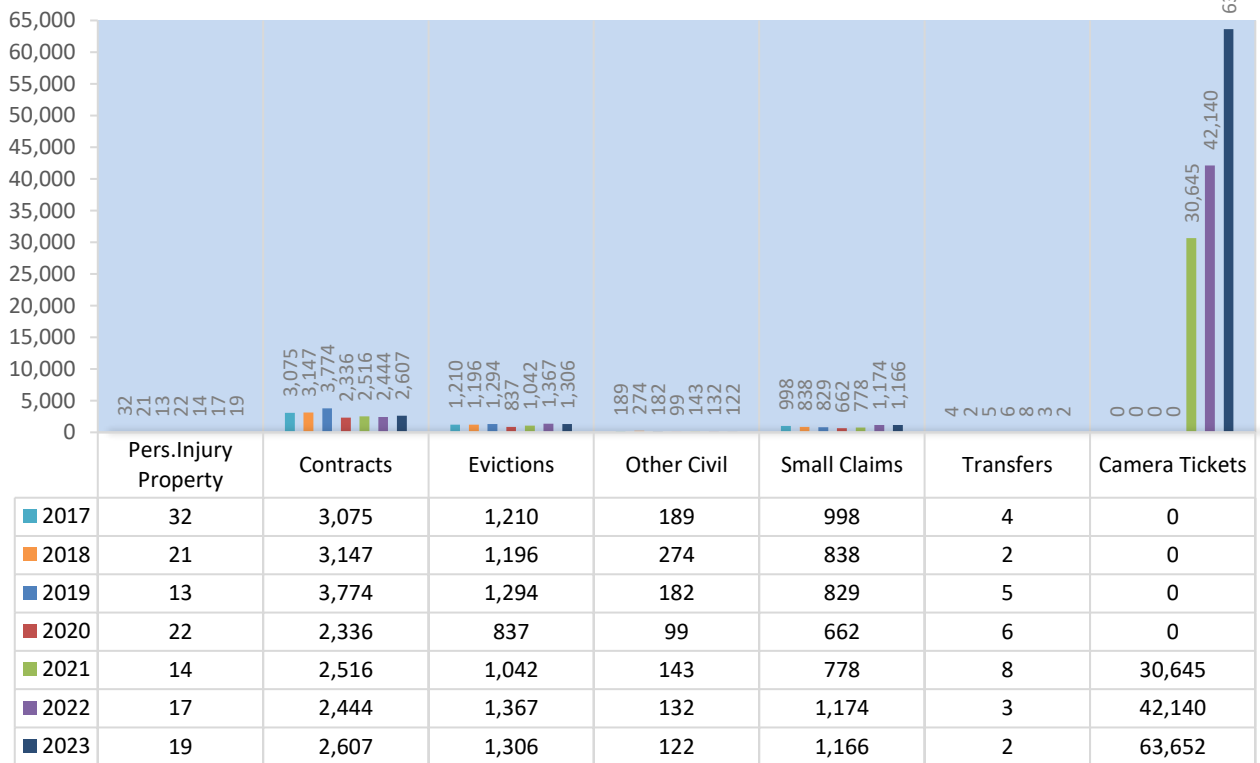 65,000
60,000
55,000
50,000
45,000
40,000
35,000
30,000
25,000
20,000
15,000
10,000
5,000
0
32 21 13 22 14 17 19
3,075 3,147 3,774 2,336 2,516 2,444 2,607
1,210 1,196 1,294 837 1,042 1,367 1,306
189 274 182 99 143 132 122
998 838 829 662 778 1,174 1,166
4 2 5 6 8 3 2
0 0 0 0 30,645 42,140
Pers.Injury
Property
Contracts
Evictions
Other Civil
Small Claims
Transfers
Camera Tickets
2017 32 3,075 1,210 189 998 4 0
2018 21 3,147 1,196 274 838 2 0
2019 13 3,774 1,294 182 829 5 0
2020 22 2,336 837 99 662 6 0
2021 14 2,516 1,042 143 778 8 30,645
2022 17 2,444 1,367 132 1,174 3 42,140
2023 19 2,607 1,306 122 1,166 2 63,652